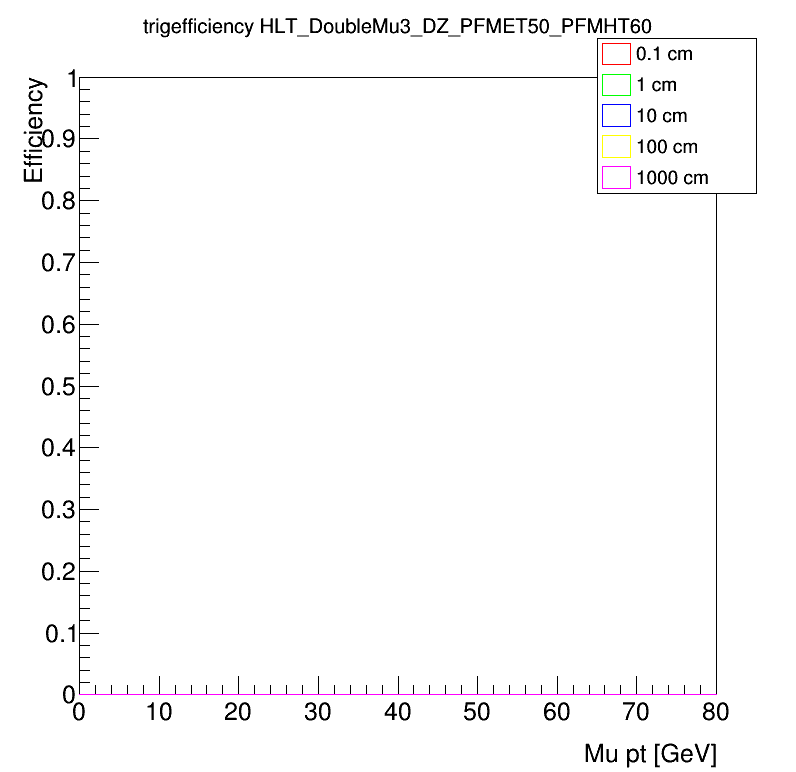 trigefficiency HLT_DoubleMu3_DZ_PFMET50_PFMHT60
0.1 cm
1 cm
10 cm
100 cm
1000 cm
Efficiency
1
0.9
0.8
0.7
0.6
0.5
0.4
0.3
0.2
0.1
0
0 10 20 30 40 50 60 70 80
Mu pt [GeV]